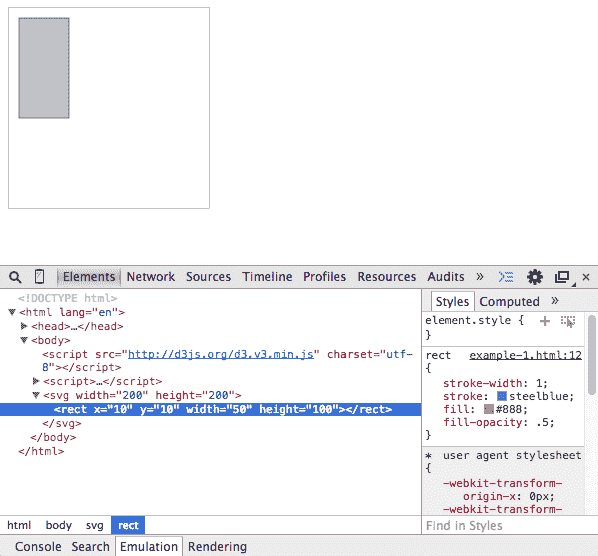 Elements Network Sources Timeline Profiles Resources Audits » ×
<!DOCTYPE html>
<html lang="en">
<head>…</head>
<body>
<script src="http://d3js.org/d3.v3.min.js" charset="utf-
8"></script>
<script>…</script>
<svg width="200" height="200">
<rect x="10" y="10" width="50" height="100"></rect>
</svg>
</body>
</html>
html body svg rect
Styles Computed »
element.style {
}
rect example-1.html:12
{
stroke-width: 1;
stroke: steelblue;
fill: #888;
fill-opacity: .5;
}
* user agent stylesheet
{
-webkit-transform-
origin-x: 0px;
-webkit-transform-
Find in Styles
Console Search Emulation Rendering